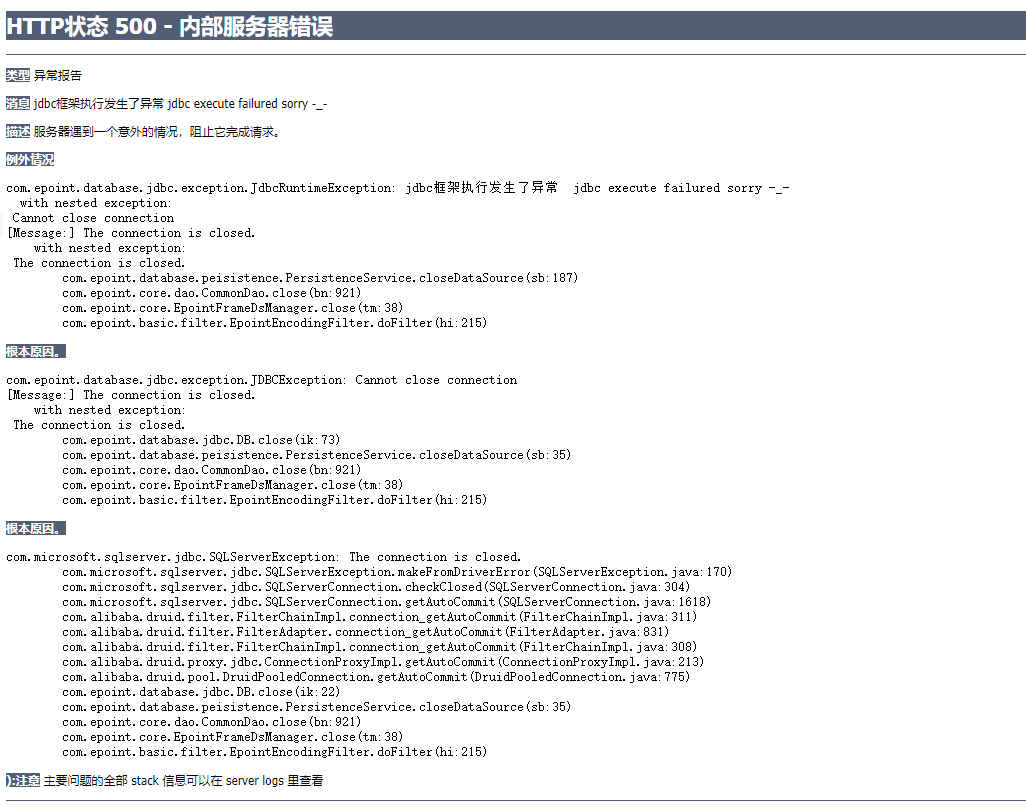 HTTP状态 500 - 内部服务器错误
类型 异常报告
消息 jdbc框架执行发生了异常 jdbc execute failured sorry -_-
描述 服务器遇到一个意外的情况，阻止它完成请求。
例外情况
com.epoint.database.jdbc.exception.JdbcRuntimeException: jdbc框架执行发生了异常  jdbc execute failured sorry -_-
  with nested exception:
 Cannot close connection
[Message:] The connection is closed.
    with nested exception:
 The connection is closed.
	com.epoint.database.peisistence.PersistenceService.closeDataSource(sb:187)
	com.epoint.core.dao.CommonDao.close(bn:921)
	com.epoint.core.EpointFrameDsManager.close(tm:38)
	com.epoint.basic.filter.EpointEncodingFilter.doFilter(hi:215)
根本原因。
com.epoint.database.jdbc.exception.JDBCException: Cannot close connection
[Message:] The connection is closed.
    with nested exception:
 The connection is closed.
	com.epoint.database.jdbc.DB.close(ik:73)
	com.epoint.database.peisistence.PersistenceService.closeDataSource(sb:35)
	com.epoint.core.dao.CommonDao.close(bn:921)
	com.epoint.core.EpointFrameDsManager.close(tm:38)
	com.epoint.basic.filter.EpointEncodingFilter.doFilter(hi:215)
根本原因。
com.microsoft.sqlserver.jdbc.SQLServerException: The connection is closed.
	com.microsoft.sqlserver.jdbc.SQLServerException.makeFromDriverError(SQLServerException.java:170)
	com.microsoft.sqlserver.jdbc.SQLServerConnection.checkClosed(SQLServerConnection.java:304)
	com.microsoft.sqlserver.jdbc.SQLServerConnection.getAutoCommit(SQLServerConnection.java:1618)
	com.alibaba.druid.filter.FilterChainImpl.connection_getAutoCommit(FilterChainImpl.java:311)
	com.alibaba.druid.filter.FilterAdapter.connection_getAutoCommit(FilterAdapter.java:831)
	com.alibaba.druid.filter.FilterChainImpl.connection_getAutoCommit(FilterChainImpl.java:308)
	com.alibaba.druid.proxy.jdbc.ConnectionProxyImpl.getAutoCommit(ConnectionProxyImpl.java:213)
	com.alibaba.druid.pool.DruidPooledConnection.getAutoCommit(DruidPooledConnection.java:775)
	com.epoint.database.jdbc.DB.close(ik:22)
	com.epoint.database.peisistence.PersistenceService.closeDataSource(sb:35)
	com.epoint.core.dao.CommonDao.close(bn:921)
	com.epoint.core.EpointFrameDsManager.close(tm:38)
	com.epoint.basic.filter.EpointEncodingFilter.doFilter(hi:215)
):注意 主要问题的全部 stack 信息可以在 server logs 里查看